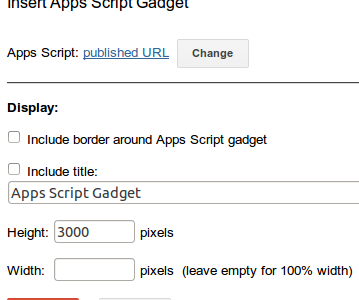 Insert Apps Script Gadget
Apps Script: published URL Change
Display:
Include border around Apps Script gadget
Include title:
Apps Script Gadget
Height: 3000 pixels
Width: pixels (leave empty for 100% width)